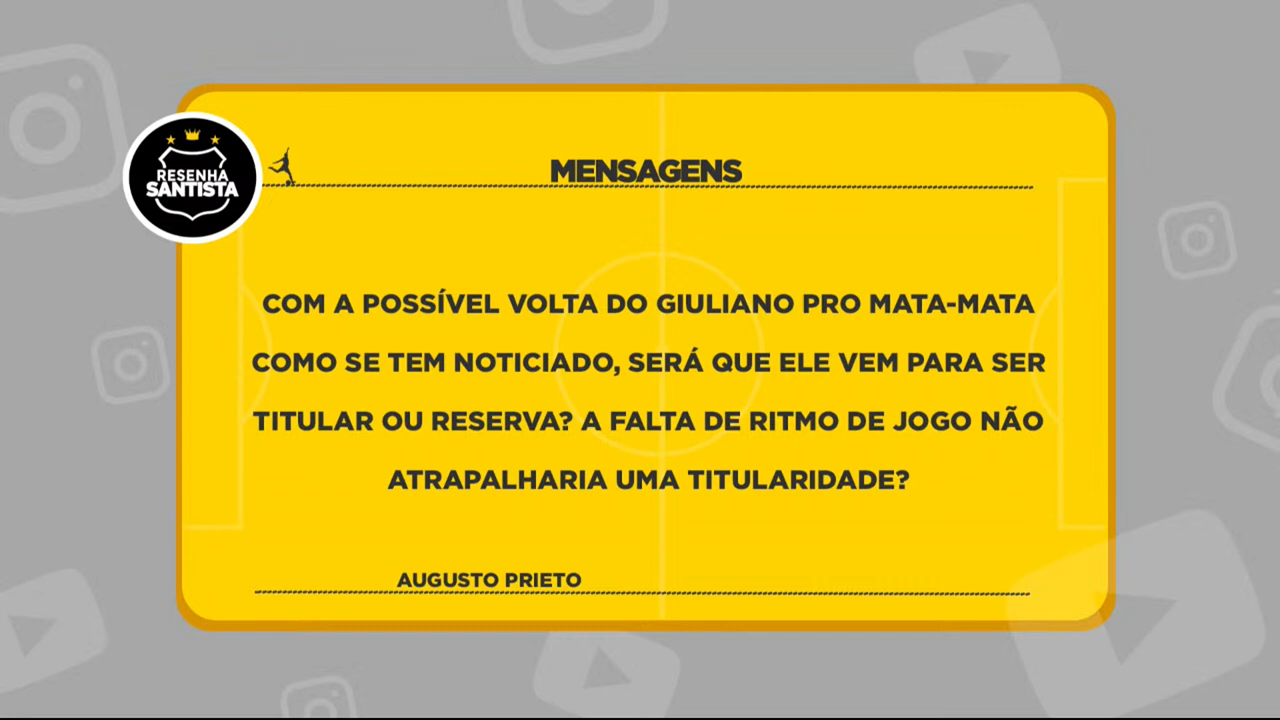 RESENHA
SANTISTA
MENSAGENS
COM A POSSÍVEL VOLTA DO GIULIANO PRO MATA-MATA
COMO SE TEM NOTICIADO, SERÁ QUE ELE VEM PARA SER
TITULAR OU RESERVA? A FALTA DE RITMO DE JOGO NÃO
ATRAPALHARIA UMA TITULARIDADE?
AUGUSTO PRIETO